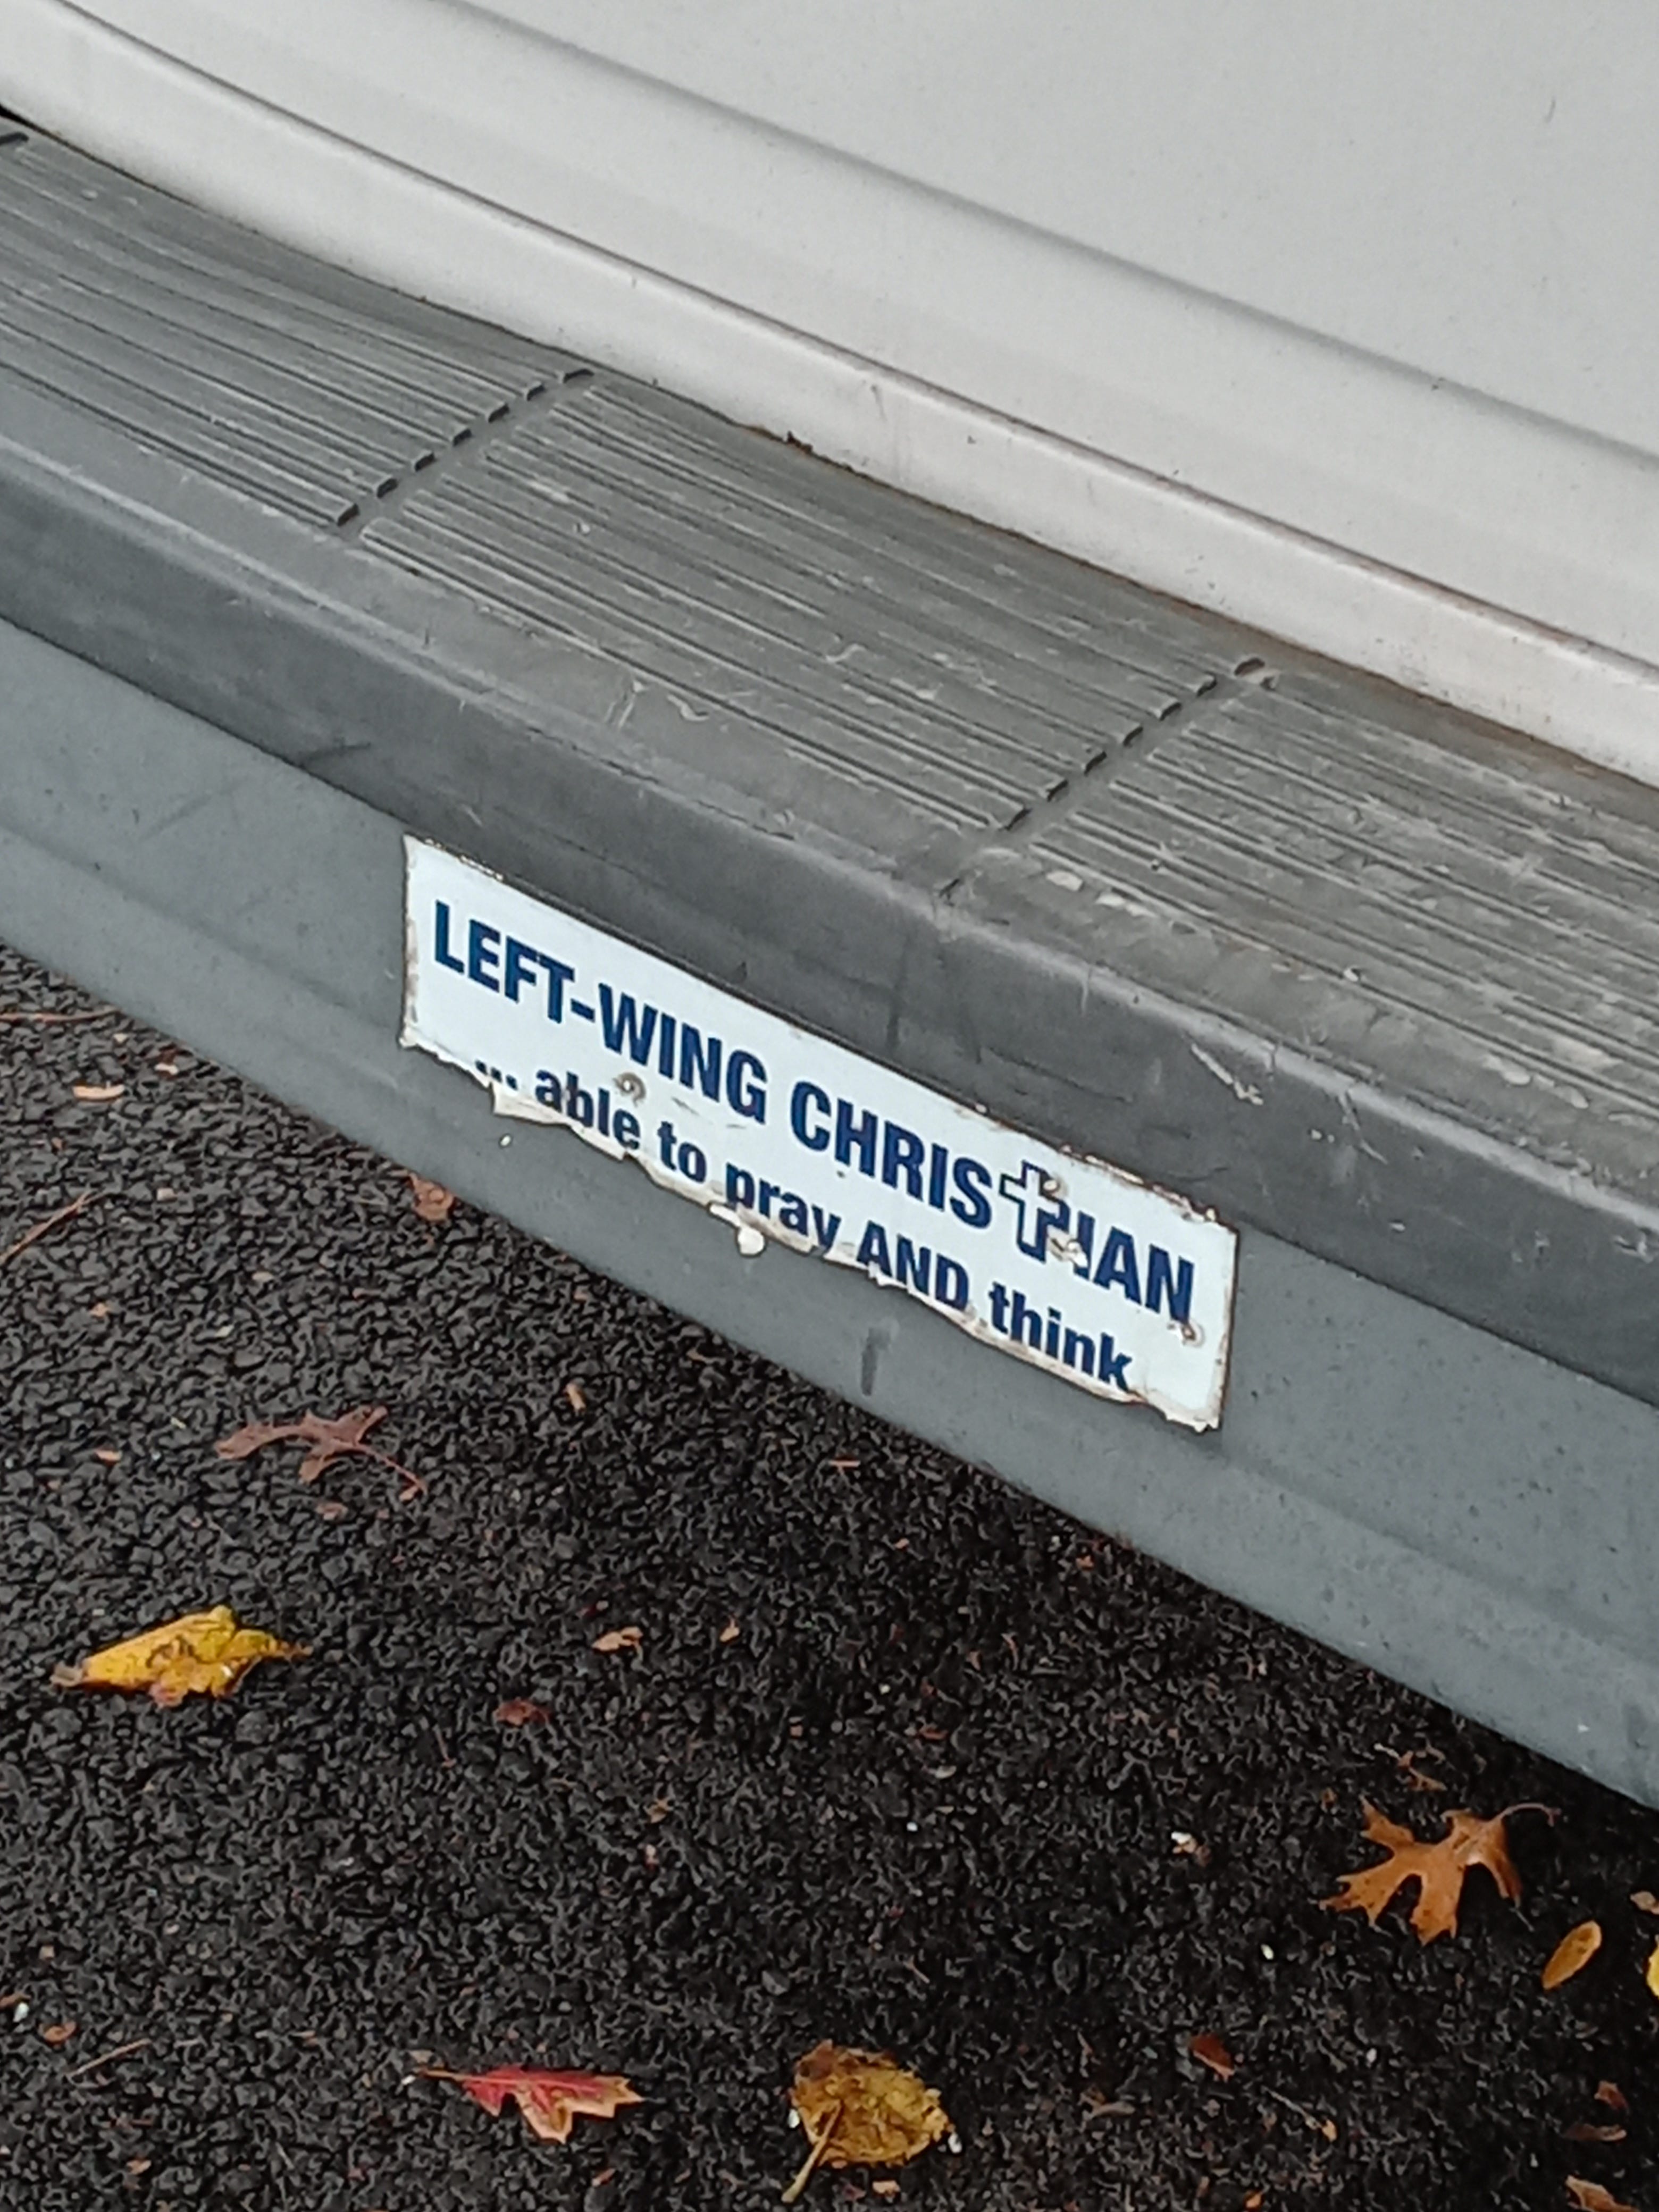 LEFT-WING CHRISTIAN
... able to pray AND think